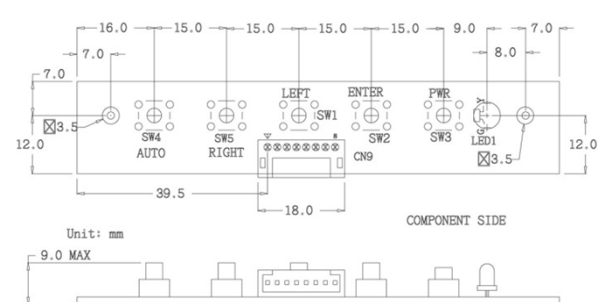 16.0 15.0 15.0 15.0 15.0 9.0 7.0
7.0 8.0
7.0
LEFT ENTER PWR Y
3.5 SW1 G
SW4 SW5 SW2 SW3 LED1
12.0 AUTO RIGHT CN9 3.5 12.0
39.5
18.0
COMPONENT SIDE
Unit: mm
9.0 MAX